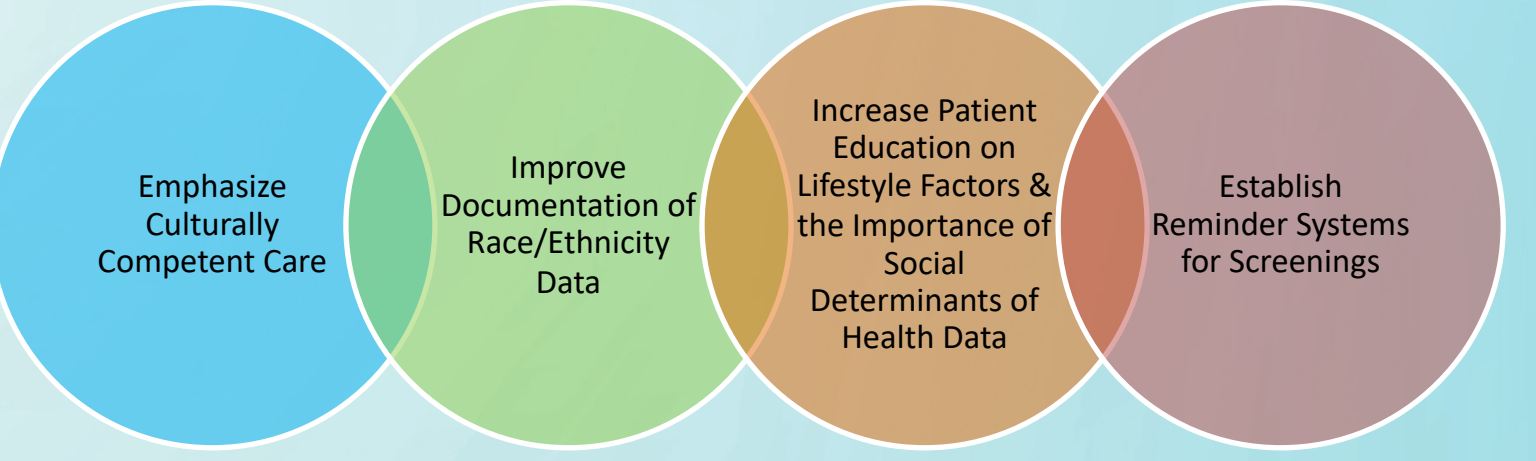 Emphasize
Culturally
Competent Care
Improve
Documentation of
Race/Ethnicity
Data
Increase Patient
Education on
Lifestyle Factors &
the Importance of
Social
Determinants of
Health Data
Establish
Reminder Systems
for Screenings